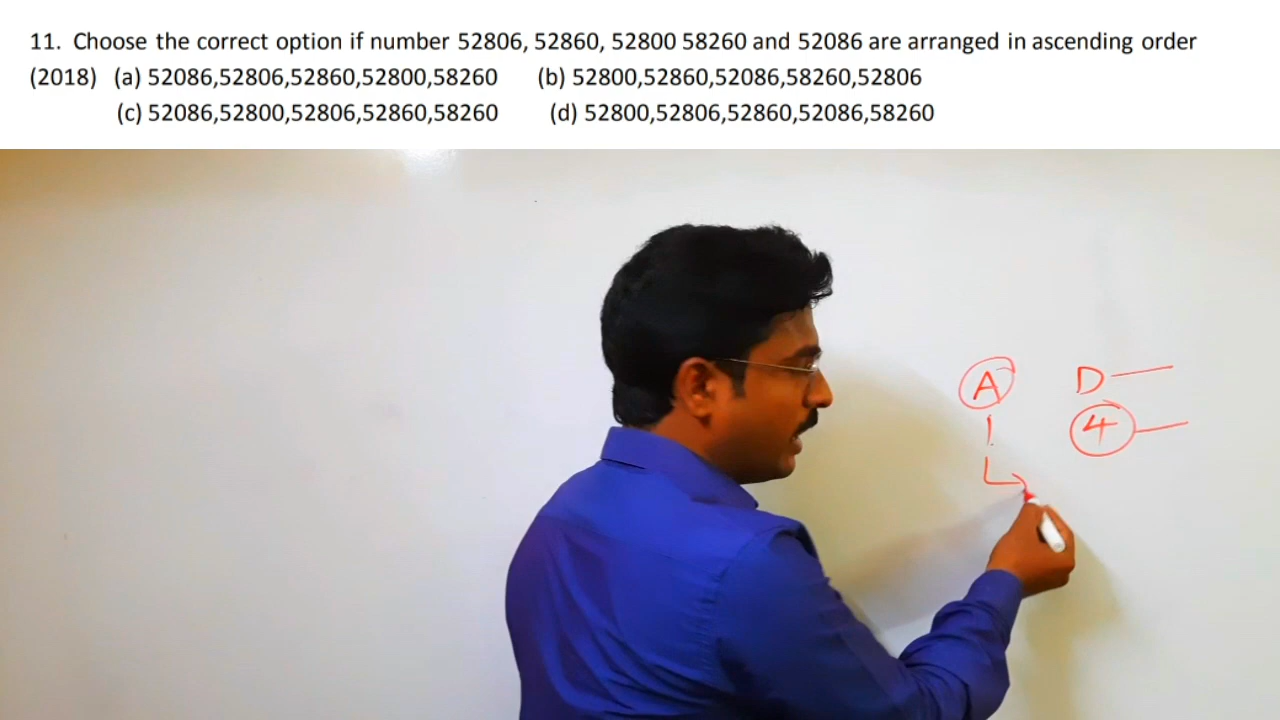 11. Choose the correct option if number 52806, 52860, 52800 58260 and 52086 are arranged in ascending order
(2018) (a) 52086,52806,52860,52800,58260 (b) 52800,52860,52086,58260,52806
(c) 52086,52800,52806,52860,58260 (d) 52800,52806,52860,52086,58260
A D
4
L